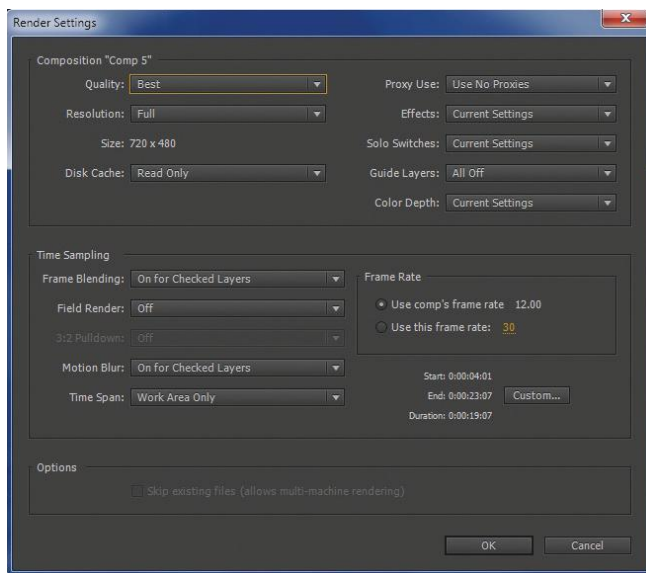 Render Settings
Composition "Comp 5"
Quality: Best
Proxy Use: Use No Proxies
Resolution: Full
Effects: Current Settings
Size: 720 x 480
Solo Switches: Current Settings
Disk Cache: Read Only
Guide Layers: All Off
Color Depth: Current Settings
Time Sampling
Frame Blending: On for Checked Layers
Frame Rate
Use comp's frame rate 12.00
Field Render: Off
Use this frame rate: 30
3:2 Pulldown: Off
Motion Blur: On for Checked Layers
Start: 0:00:04:01
Time Span: Work Area Only
End: 0:00:23:07 Custom...
Duration: 0:00:19:07
Options
Skip existing files (allows multi-machine rendering)
OK Cancel